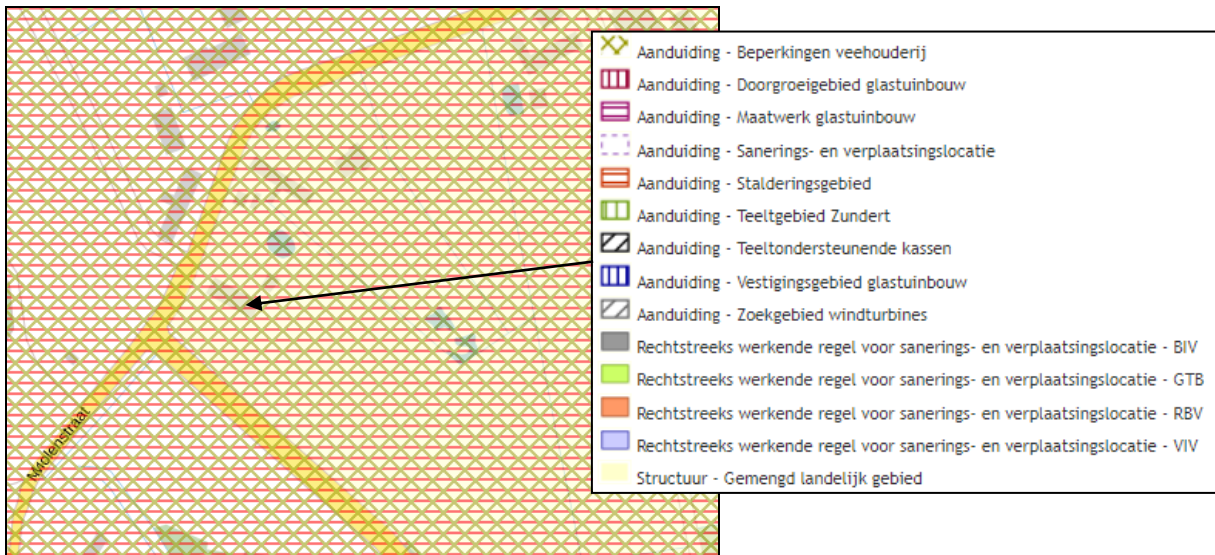 MMolenstraat
Aanduiding - Beperkingen veehouderij
Aanduiding - Doorgroeigebied glastuinbouw
Aanduiding - Maatwerk glastuinbouw
Aanduiding - Sanerings- en verplaatsingslocatie
Aanduiding - Stalderingsgebied
Aanduiding - Teeltgebied Zundert
Aanduiding - Teeltondersteunende kassen
Aanduiding - Vestigingsgebied glastuinbouw
Aanduiding - Zoekgebied windturbines
Rechtstreeks werkende regel voor sanerings- en verplaatsingslocatie - BIV
Rechtstreeks werkende regel voor sanerings- en verplaatsingslocatie - GTB
Rechtstreeks werkende regel voor sanerings- en verplaatsingslocatie - RBV
Rechtstreeks werkende regel voor sanerings- en verplaatsingslocatie - VIV
Structuur - Gemengd landelijk gebied